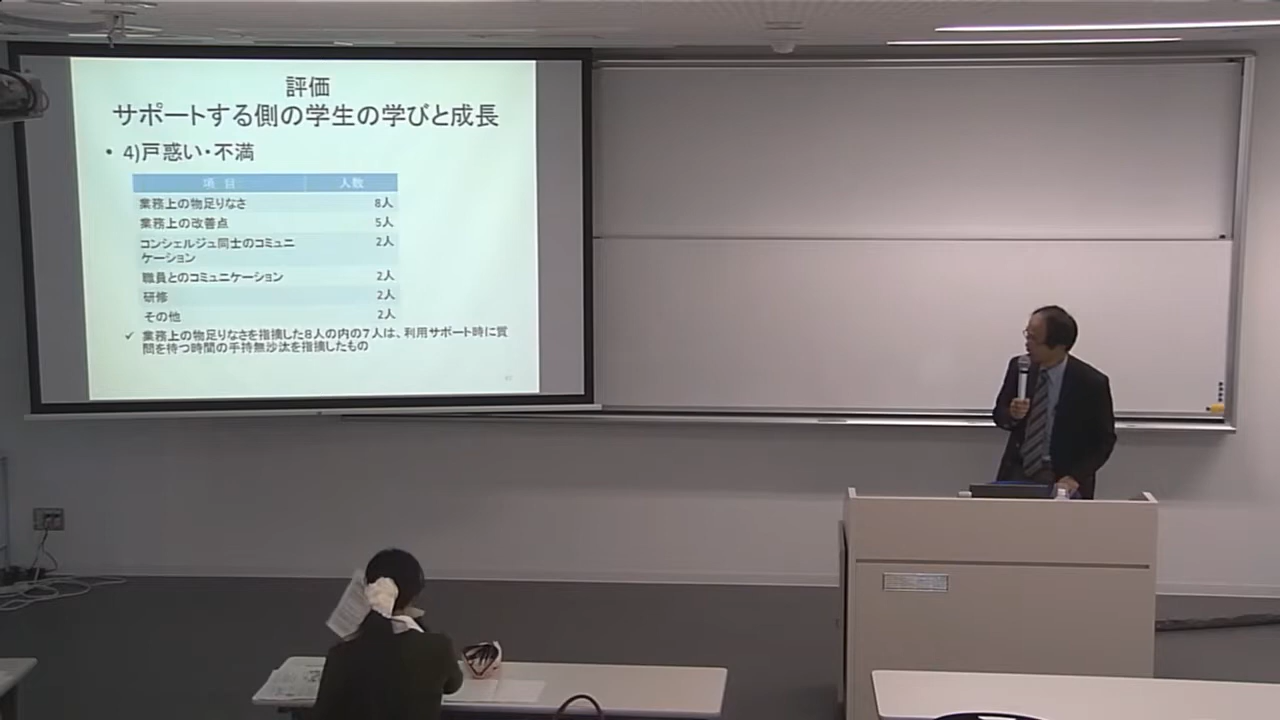 評価
サポートする側の学生の学びと成長
• 4)戸惑い・不満
項 目 人数
業務上の物足りなさ 8人
業務上の改善点 5人
コンシェルジュ同士のコミュニ
ケーション 2人
職員とのコミュニケーション 2人
研修 2人
その他 2人
✓ 業務上の物足りなさを指摘した8人の内の7人は、利用サポート時に質
問を待つ時間の手持無沙汰を指摘したもの